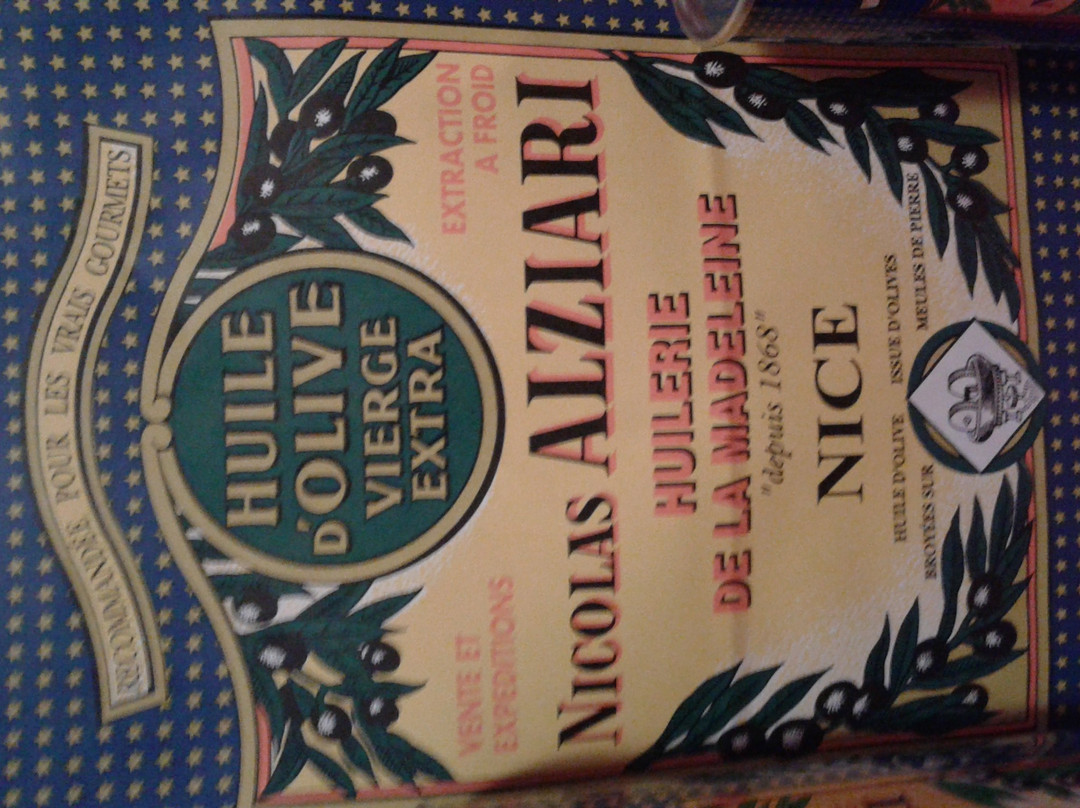 RECOMMANDÉE POUR LES VRAIS GOURMETS
HUILE
D'OLIVE
VIERGE
EXTRA
VENTE ET
EXPEDITIONS
EXTRACTION
A FROID
NICOLAS ALZIARI
HUILERIE
DE LA MADELEINE
"depuis 1868"
NICE
HUILE D'OLIVE ISSUE D'OLIVES
BROYÉES SUR MEULES DE PIERRE